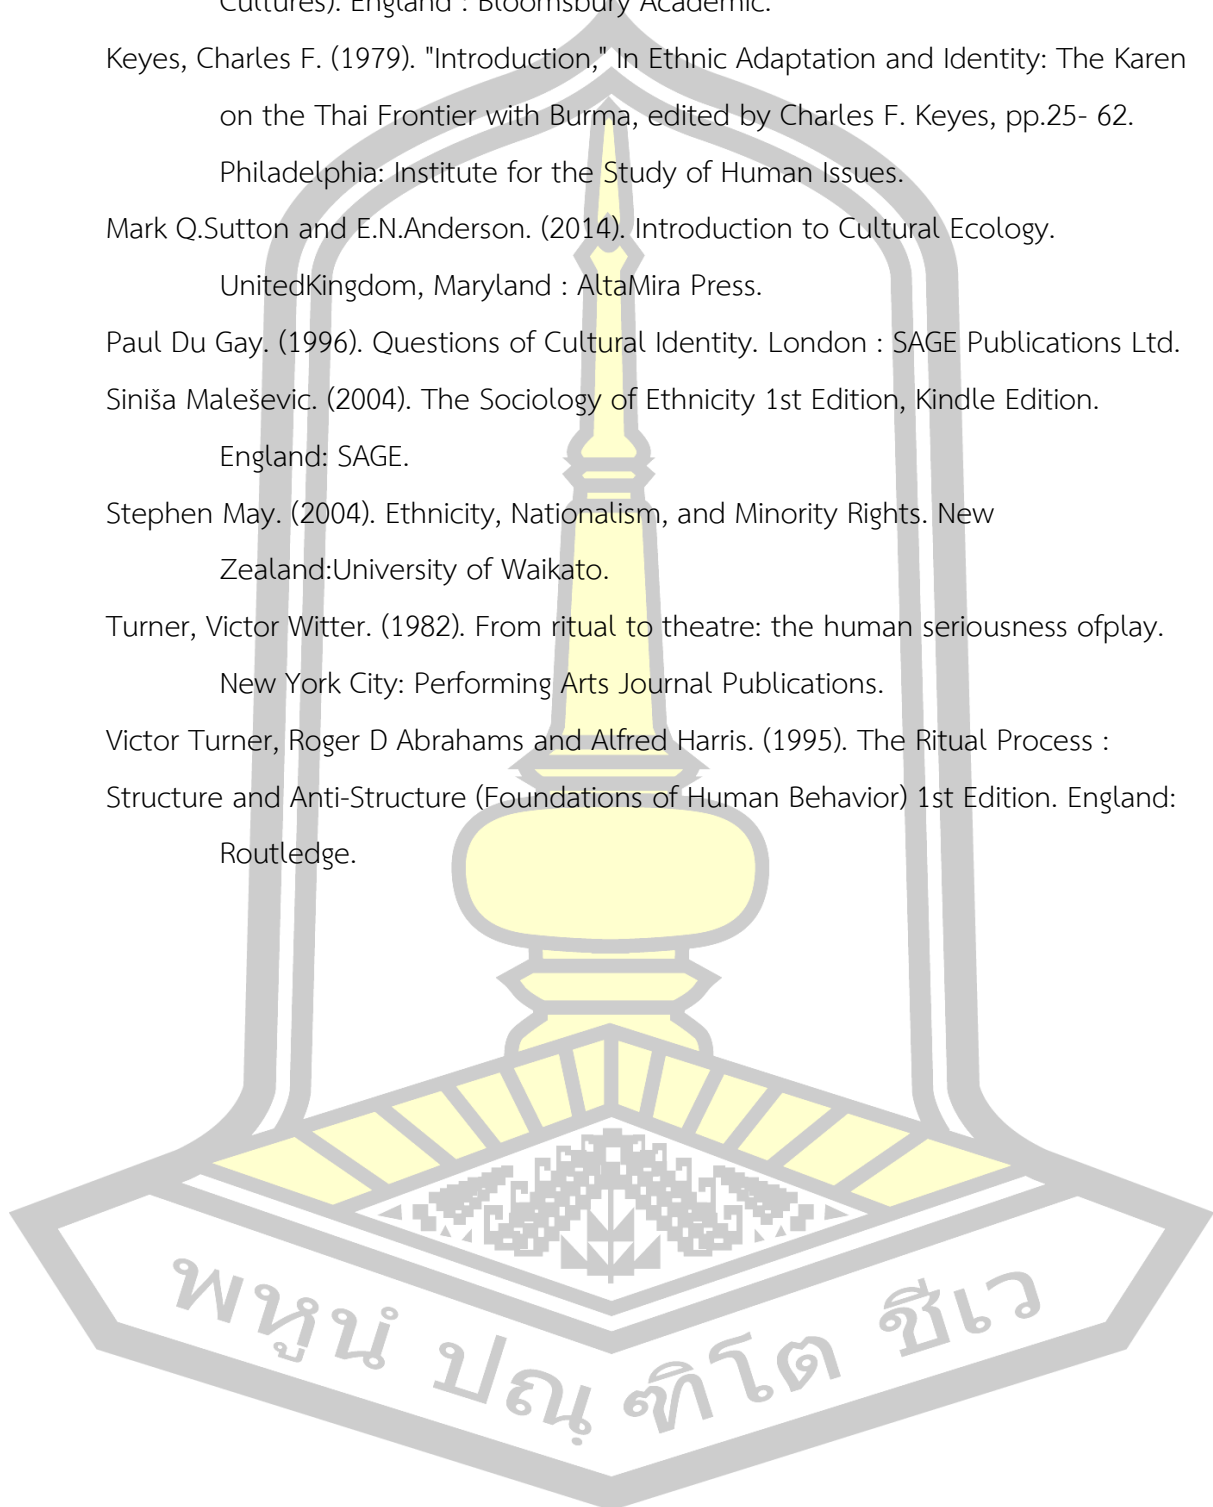 Cultures). England : Bloomsbury Academic.
Keyes, Charles F. (1979). "Introduction," In Ethnic Adaptation and Identity: The Karen
on the Thai Frontier with Burma, edited by Charles F. Keyes, pp.25- 62.
Philadelphia: Institute for the Study of Human Issues.
Mark Q.Sutton and E.N.Anderson. (2014). Introduction to Cultural Ecology.
UnitedKingdom, Maryland : AltaMira Press.
Paul Du Gay. (1996). Questions of Cultural Identity. London : SAGE Publications Ltd.
Siniša Maleševic. (2004). The Sociology of Ethnicity 1st Edition, Kindle Edition.
England: SAGE.
Stephen May. (2004). Ethnicity, Nationalism, and Minority Rights. New
Zealand:University of Waikato.
Turner, Victor Witter. (1982). From ritual to theatre: the human seriousness ofplay.
New York City: Performing Arts Journal Publications.
Victor Turner, Roger D Abrahams and Alfred Harris. (1995). The Ritual Process :
Structure and Anti-Structure (Foundations of Human Behavior) 1st Edition. England:
Routledge.
พหูนํ ปณฺฑิโต ชีเว